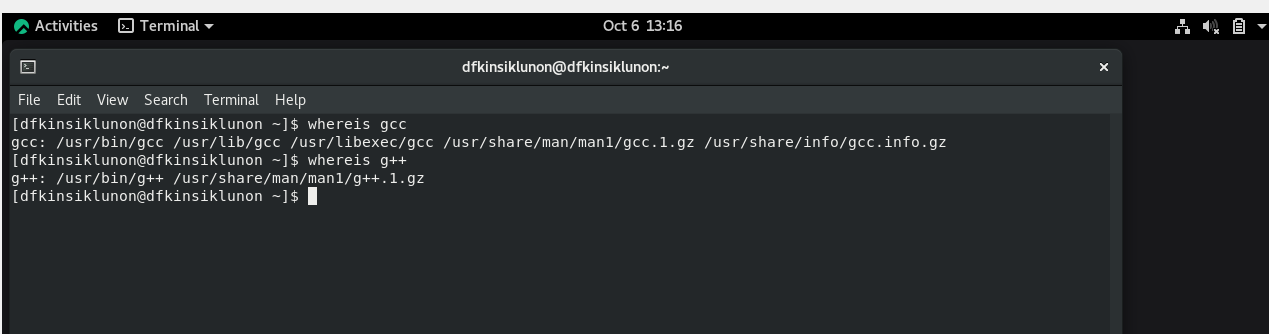 Activities Terminal Oct 6 13:16
dfkinsiklunon@dfkinsiklunon:~
File Edit View Search Terminal Help
[dfkinsiklunon@dfkinsiklunon ~]$ whereis gcc
gcc: /usr/bin/gcc /usr/lib/gcc /usr/libexec/gcc /usr/share/man/man1/gcc.1.gz /usr/share/info/gcc.info.gz
[dfkinsiklunon@dfkinsiklunon ~]$ whereis g++
g++: /usr/bin/g++ /usr/share/man/man1/g++.1.gz
[dfkinsiklunon@dfkinsiklunon ~]$